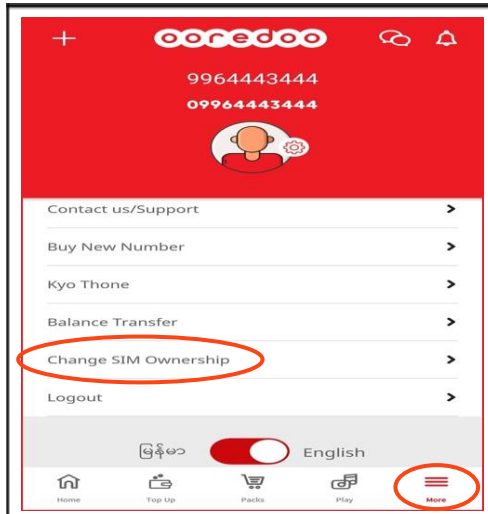 ooredoo
9964443444
09964443444
Contact us/Support
Buy New Number
Kyo Thone
Balance Transfer
Change SIM Ownership
Logout
မြန်မာ English
Home Top Up Packs Play More